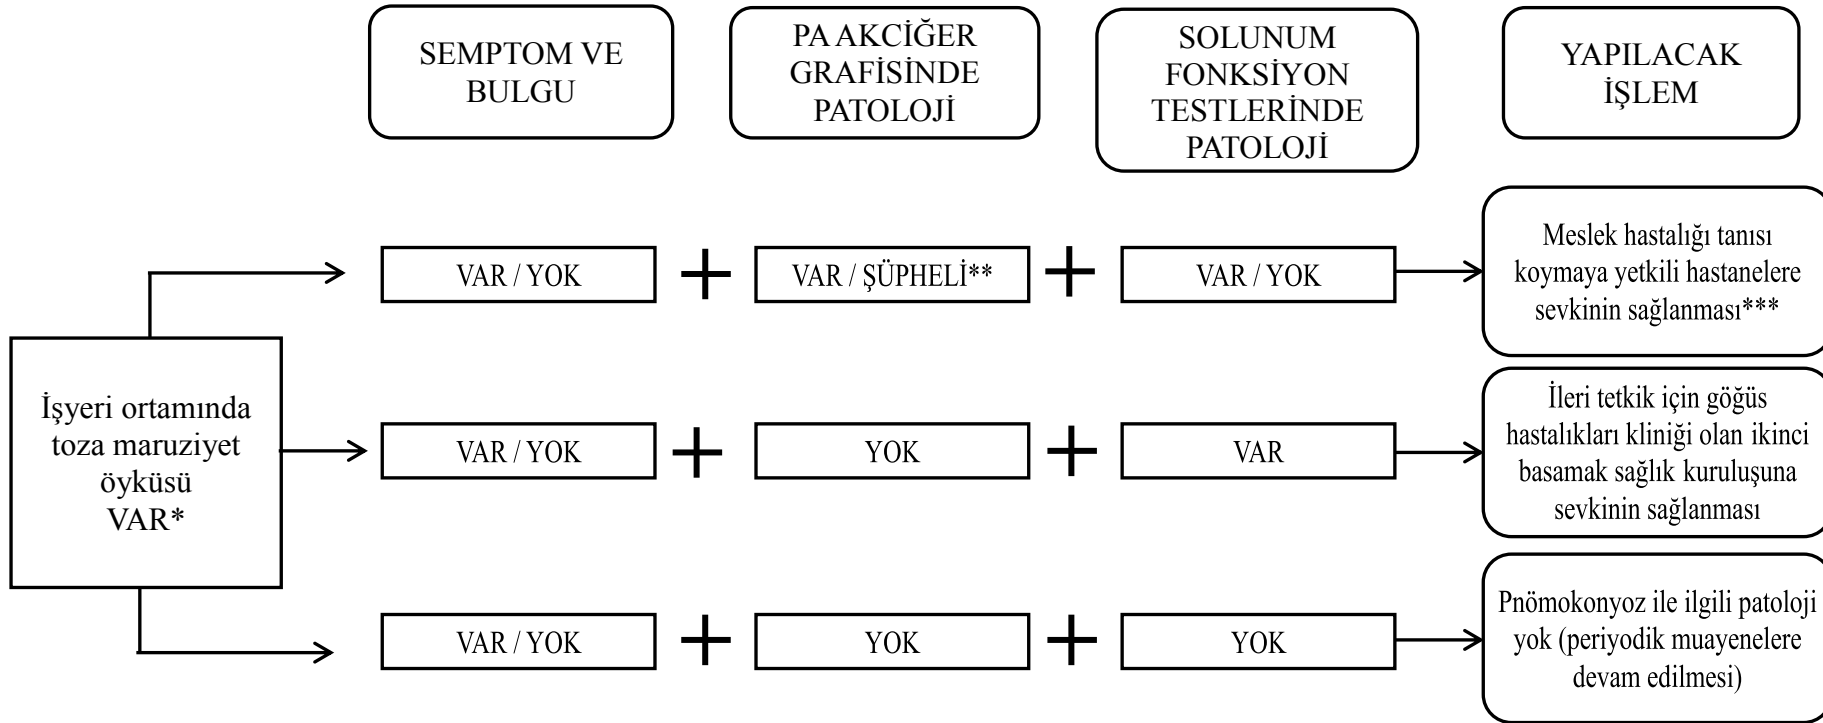 SEMPTOM VE
BULGU
PA AKCİĞER
GRAFİSİNDE
PATOLOJİ
SOLUNUM
FONKSİYON
TESTLERİNDE
PATOLOJİ
YAPILACAK
İŞLEM
İşyeri ortamında
toza maruziyet
öyküsü
VAR*
VAR / YOK
+
VAR / ŞÜPHELİ**
+
VAR / YOK
Meslek hastalığı tanısı
koymaya yetkili hastanelere
sevkinin sağlanması***
VAR / YOK
+
YOK
+
VAR
İleri tetkik için göğüs
hastalıkları kliniği olan ikinci
basamak sağlık kuruluşuna
sevkinin sağlanması
VAR / YOK
+
YOK
+
YOK
Pnömokonyoz ile ilgili patoloji
yok (periyodik muayenelere
devam edilmesi)